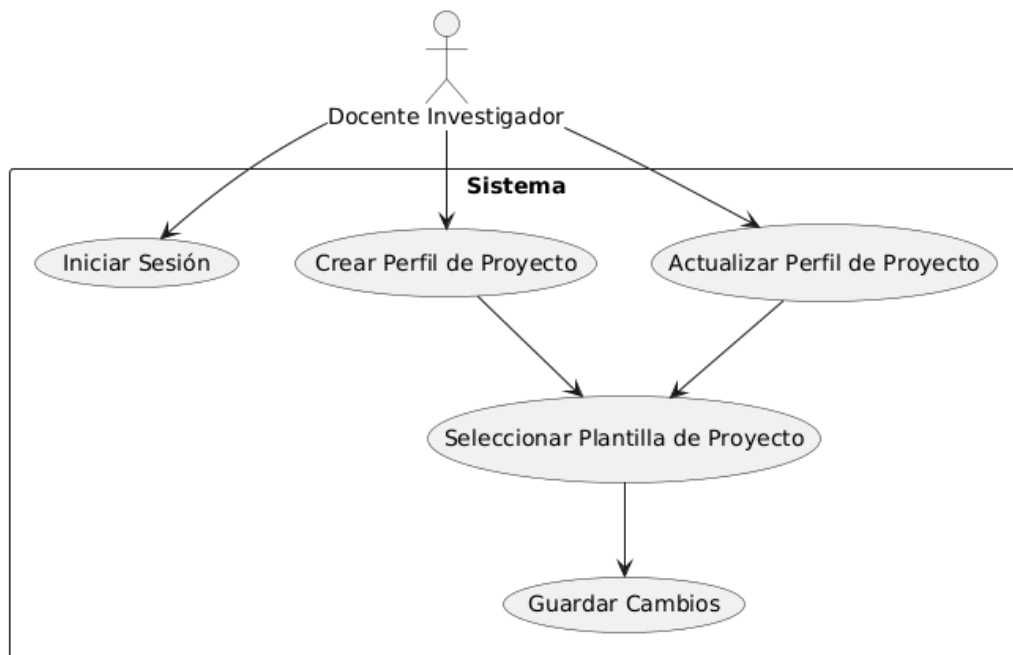 Docente Investigador
Sistema
Iniciar Sesión
Crear Perfil de Proyecto
Actualizar Perfil de Proyecto
Seleccionar Plantilla de Proyecto
Guardar Cambios